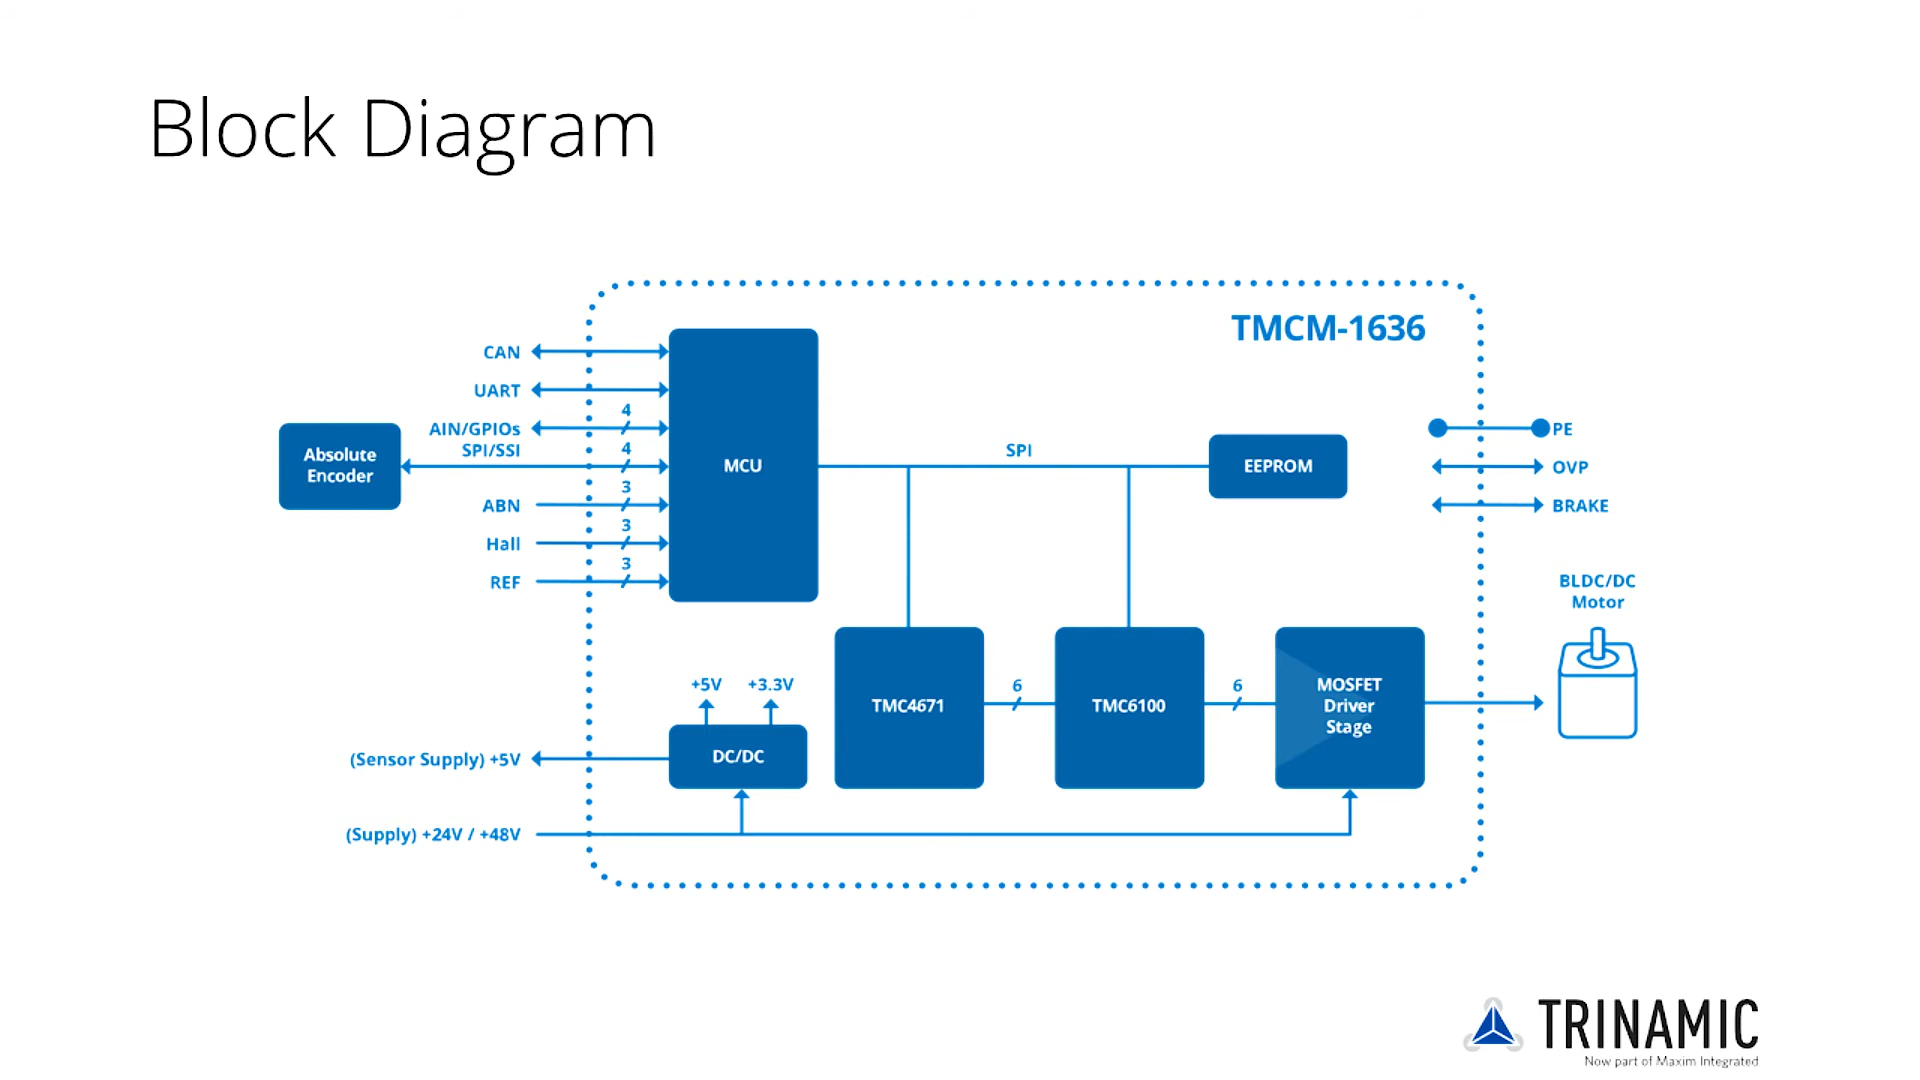 Block Diagram
TMCM-1636
CAN
UART
4
AIN/GPIOs
SPI/SSI
4
Absolute
Encoder
3
ABN
3
Hall
3
REF
MCU
SPI
EEPROM
PE
OVP
BRAKE
BLDC/DC
Motor
+5V
+3.3V
DC/DC
TMC4671
6
TMC6100
6
MOSFET
Driver
Stage
(Sensor Supply) +5V
(Supply) +24V / +48V
TRINAMIC
Now part of Maxim Integrated